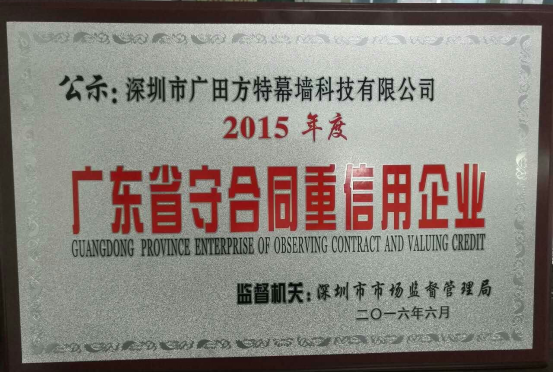 公示：深圳市广田方特幕墙科技有限公司
2015 年度
广东省守合同重信用企业
GUANGDONG PROVINCE ENTERPRISE OF OBSERVING CONTRACT AND VALUING CREDIT
监督机关：深圳市市场监督管理局
二〇一六年六月